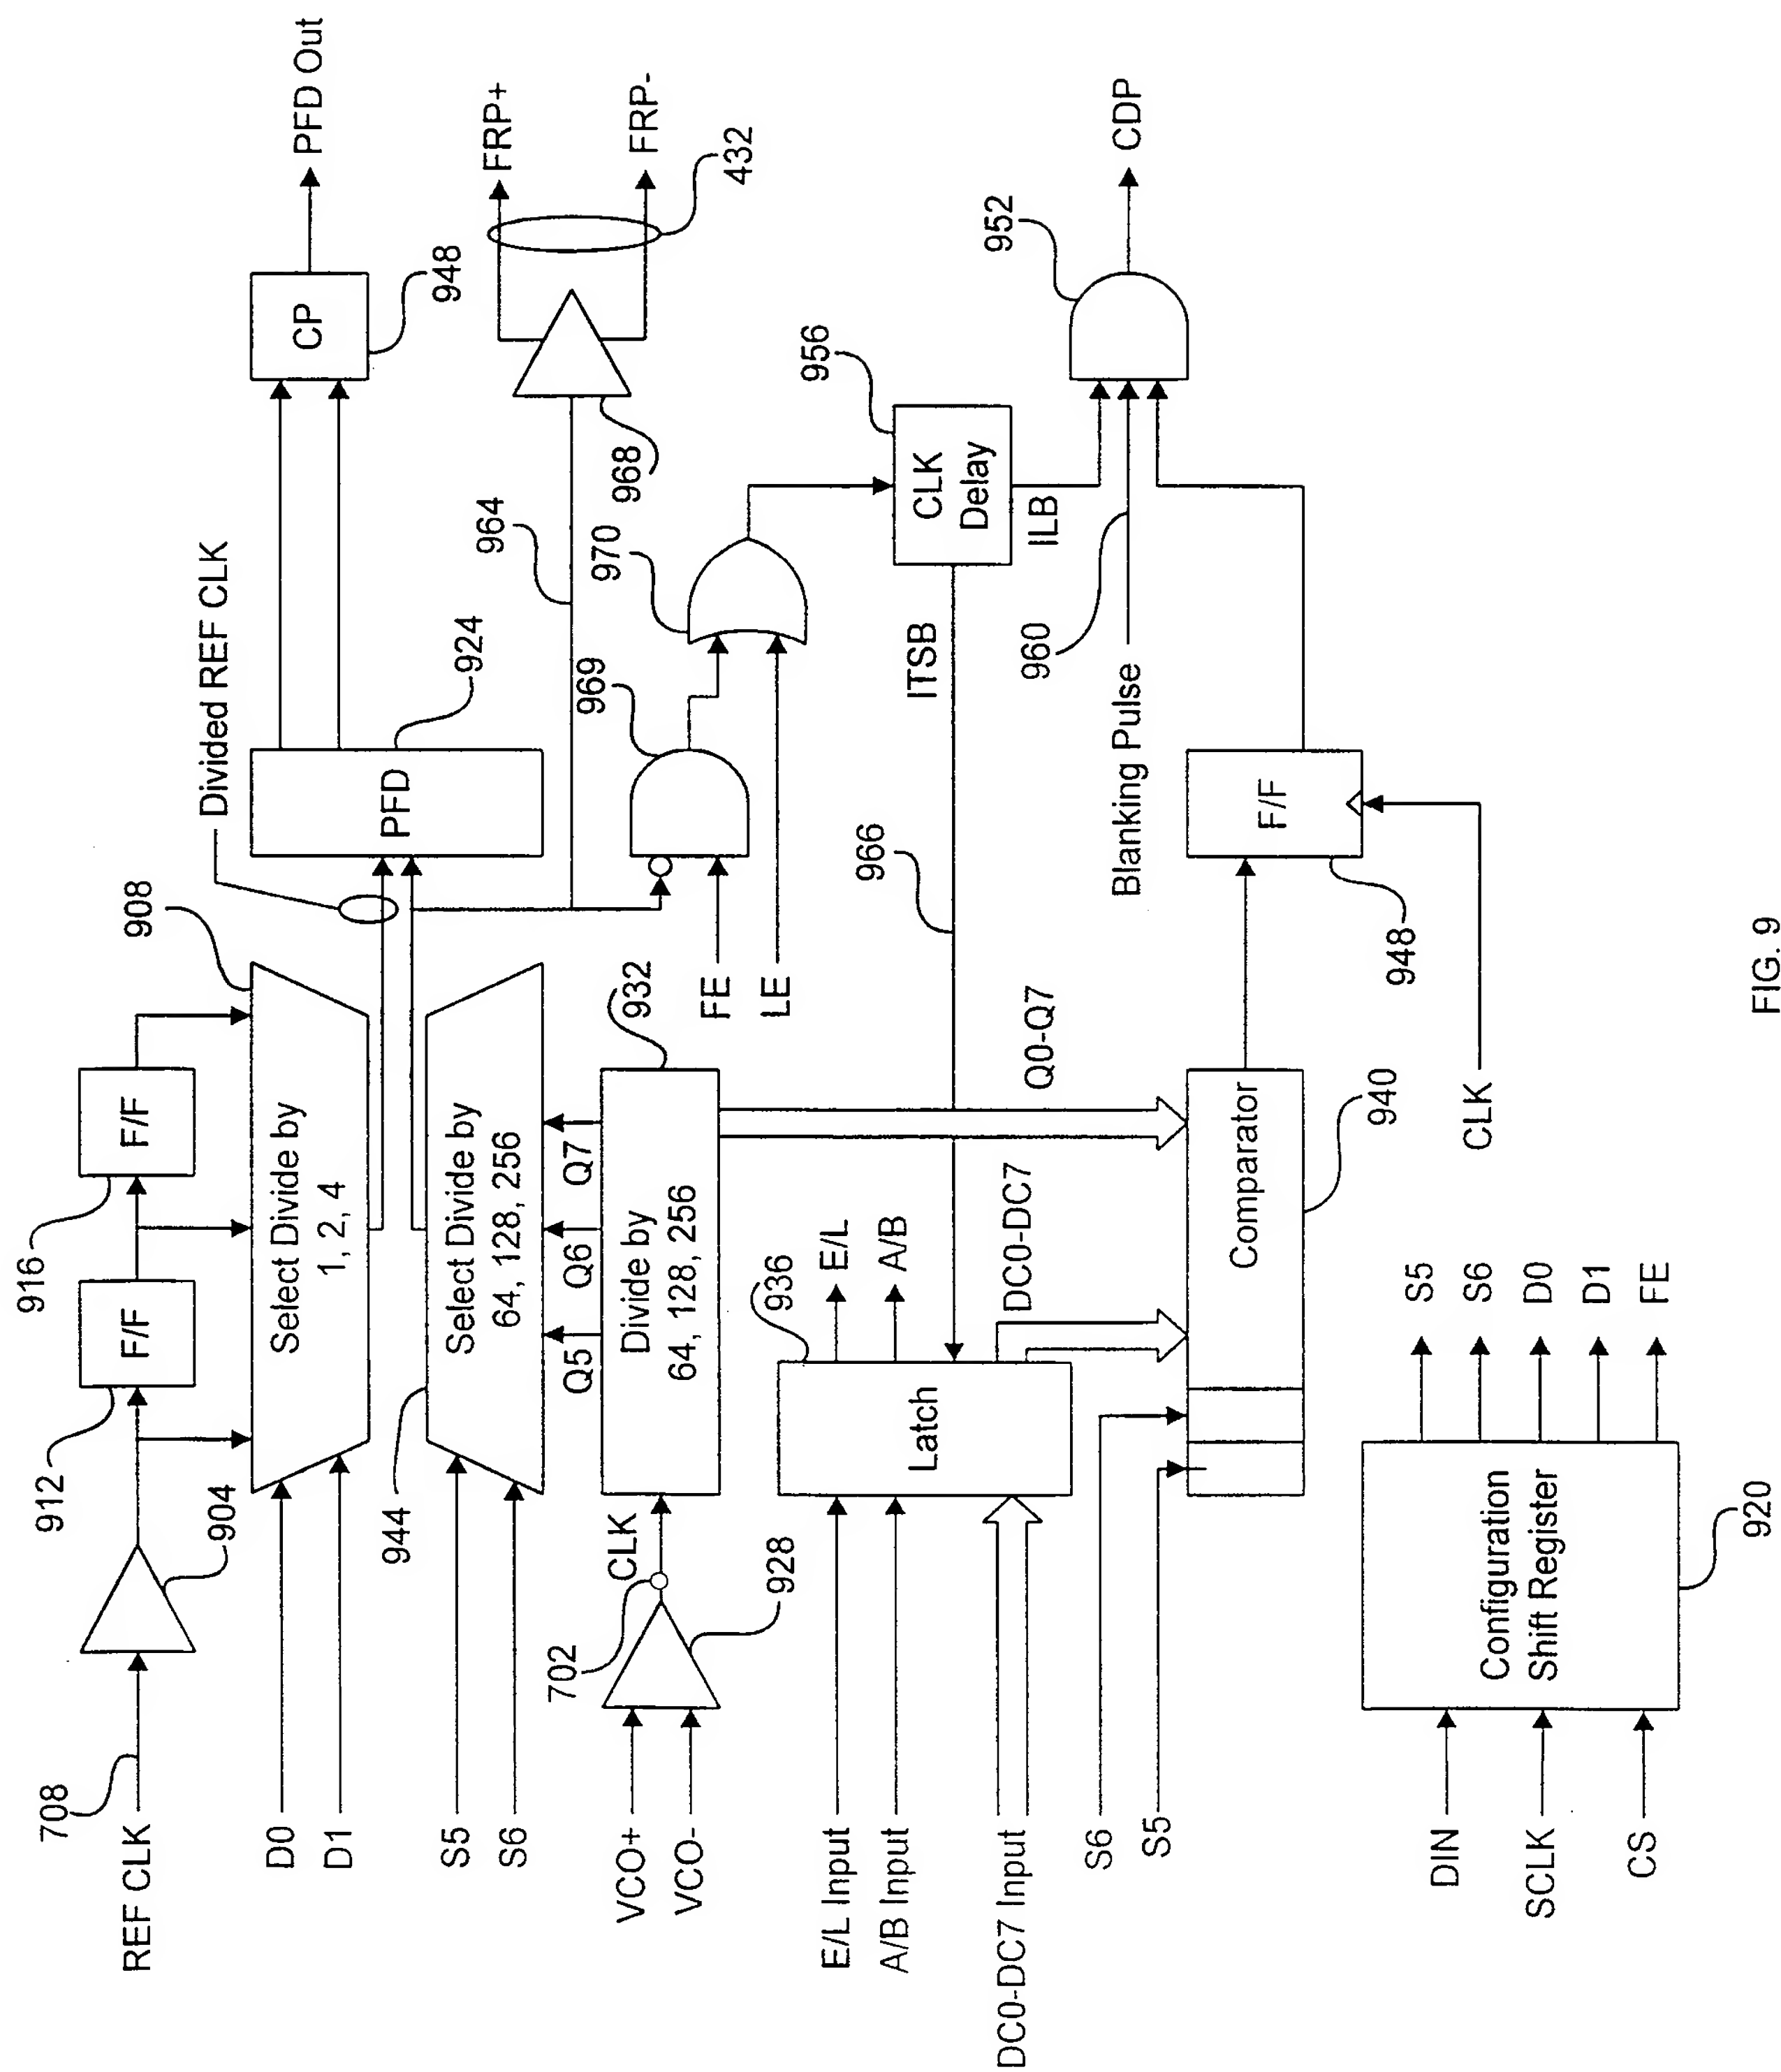 708
REF CLK
904
912
F/F
916
F/F
908
D0
D1
Select Divide by
1, 2, 4
Divided REF CLK
PFD
924
CP
948
PFD Out
S5
S6
944
Select Divide by
64, 128, 256
Q5
Q6
Q7
964
968
FRP+
FRP-
432
VCO+
VCO-
702
CLK
928
Divide by
64, 128, 256
932
FE
LE
969
970
E/L Input
A/B Input
DC0-DC7 Input
Latch
936
E/L
A/B
DC0-DC7
Q0-Q7
966
ITSB
CLK
Delay
956
ILB
960
Blanking Pulse
952
CDP
S6
S5
Comparator
940
F/F
948
CLK
DIN
SCLK
CS
Configuration
Shift Register
920
S5
S6
D0
D1
FE
FIG. 9